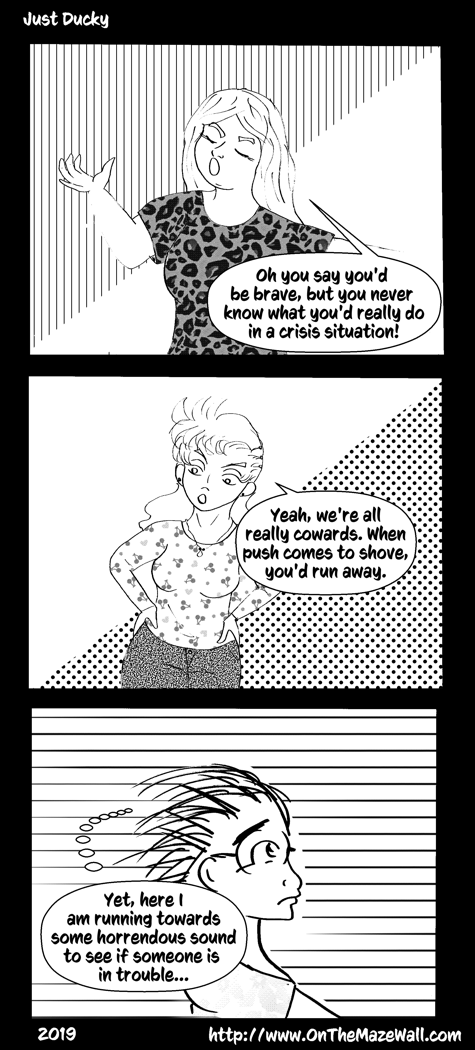 Just Ducky
Oh you say you'd
be brave, but you never
know what you'd really do
in a crisis situation!
Yeah, we're all
really cowards. When
push comes to shove,
you'd run away.
Yet, here I
am running towards
some horrendous sound
to see if someone is
in trouble...
2019
http://www.OnTheMazeWall.com